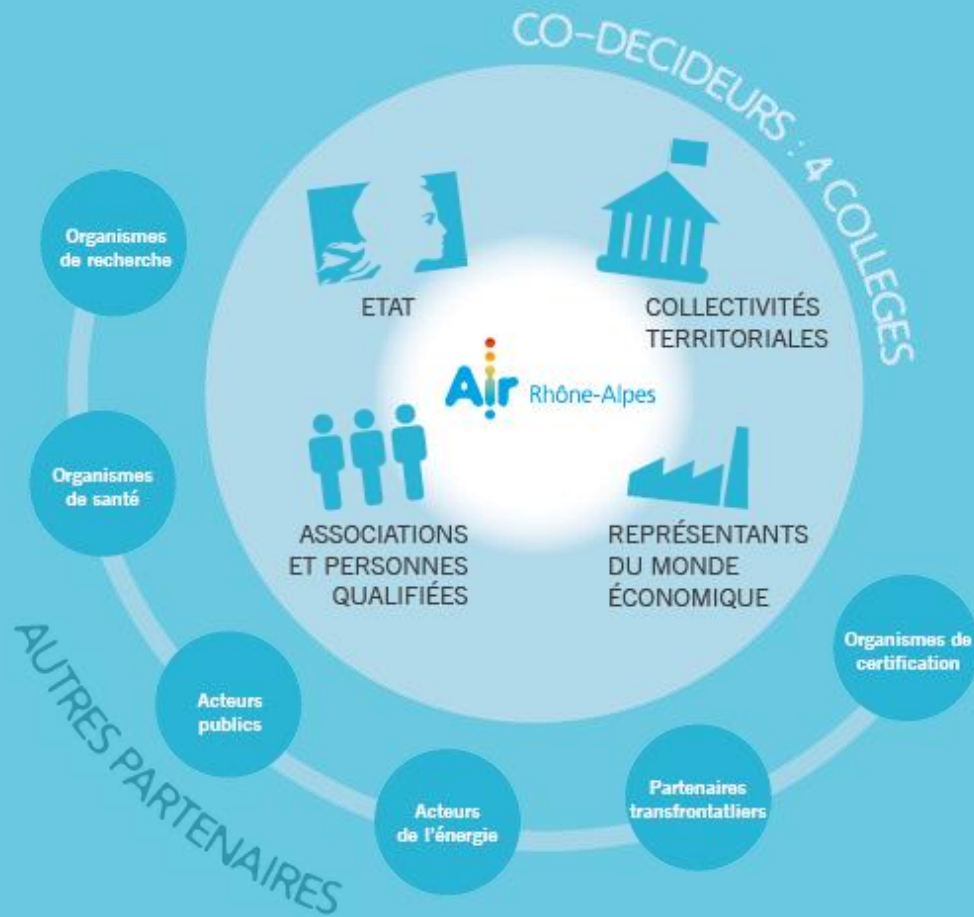 CO-DECIDEURS : 4 COLLEGES
ETAT
COLLECTIVITÉS
TERRITORIALES
Air Rhône-Alpes
ASSOCIATIONS
ET PERSONNES
QUALIFIÉES
REPRÉSENTANTS
DU MONDE
ÉCONOMIQUE
AUTRES PARTENAIRES
Organismes
de recherche
Organismes
de santé
Acteurs
publics
Acteurs
de l'énergie
Partenaires
transfrontatliers
Organismes de
certification